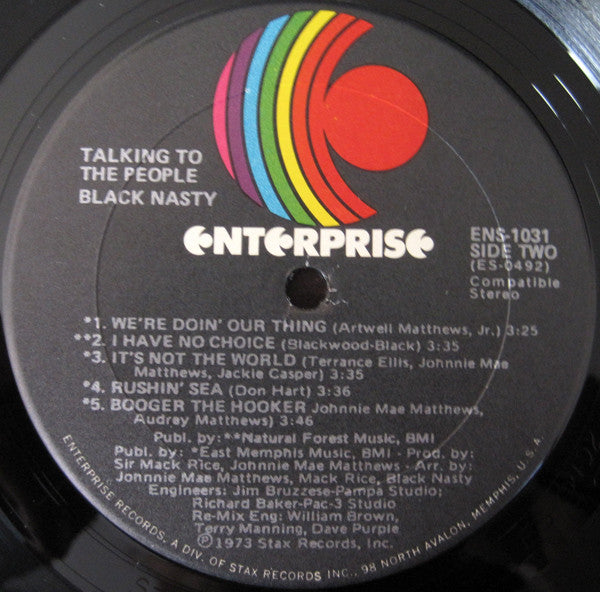 TALKING TO
THE PEOPLE
BLACK NASTY
ENTERPRISE
ENS-1031
SIDE TWO
(ES-0492)
Compatible
Stereo
*1. WE'RE DOIN' OUR THING (Artwell Matthews, Jr.) 3:25
**2. I HAVE NO CHOICE (Blackwood-Black) 3:35
*3. IT'S NOT THE WORLD (Terrance Ellis, Johnnie Mae
Matthews, Jackie Casper) 3:35
*4. RUSHIN' SEA (Don Hart) 3:36
*5. BOOGER THE HOOKER Johnnie Mae Matthews,
Audrey Matthews) 3:46
Publ. by: **Natural Forest Music, BMI
Publ. by: *East Memphis Music, BMI - Prod. by:
Sir Mack Rice, Johnnie Mae Matthews - Arr. by:
Johnnie Mae Matthews, Mack Rice, Black Nasty
Engineers: Jim Bruzzese-Pampa Studio;
Richard Baker-Pac-3 Studio
Re-Mix Eng: William Brown,
Terry Manning, Dave Purple
Ⓟ1973 Stax Records, Inc.
ENTERPRISE RECORDS, A DIV. OF STAX RECORDS INC., 98 NORTH AVALON, MEMPHIS, U.S.A.